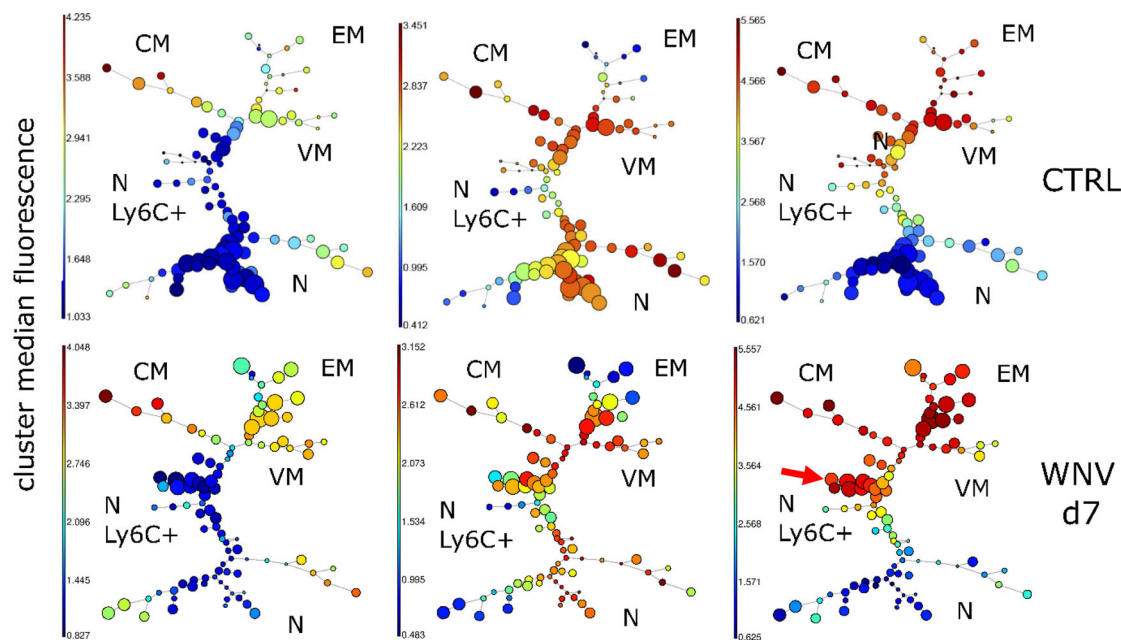 cluster median fluorescence
4.235
3.588
2.941
2.295
1.648
1.033
CM
EM
VM
N
Ly6C+
N
3.451
2.837
2.223
1.609
0.995
0.412
CM
EM
VM
N
Ly6C+
N
5.565
4.566
3.567
2.568
1.570
0.621
CM
EM
N
VM
N
Ly6C+
N
CTRL
4.048
3.397
2.746
2.096
1.445
0.827
CM
EM
VM
N
Ly6C+
N
3.152
2.612
2.073
1.534
0.995
0.483
CM
EM
VM
N
Ly6C+
N
5.557
4.561
3.564
2.568
1.571
0.625
CM
EM
VM
N
Ly6C+
N
WNV
d7